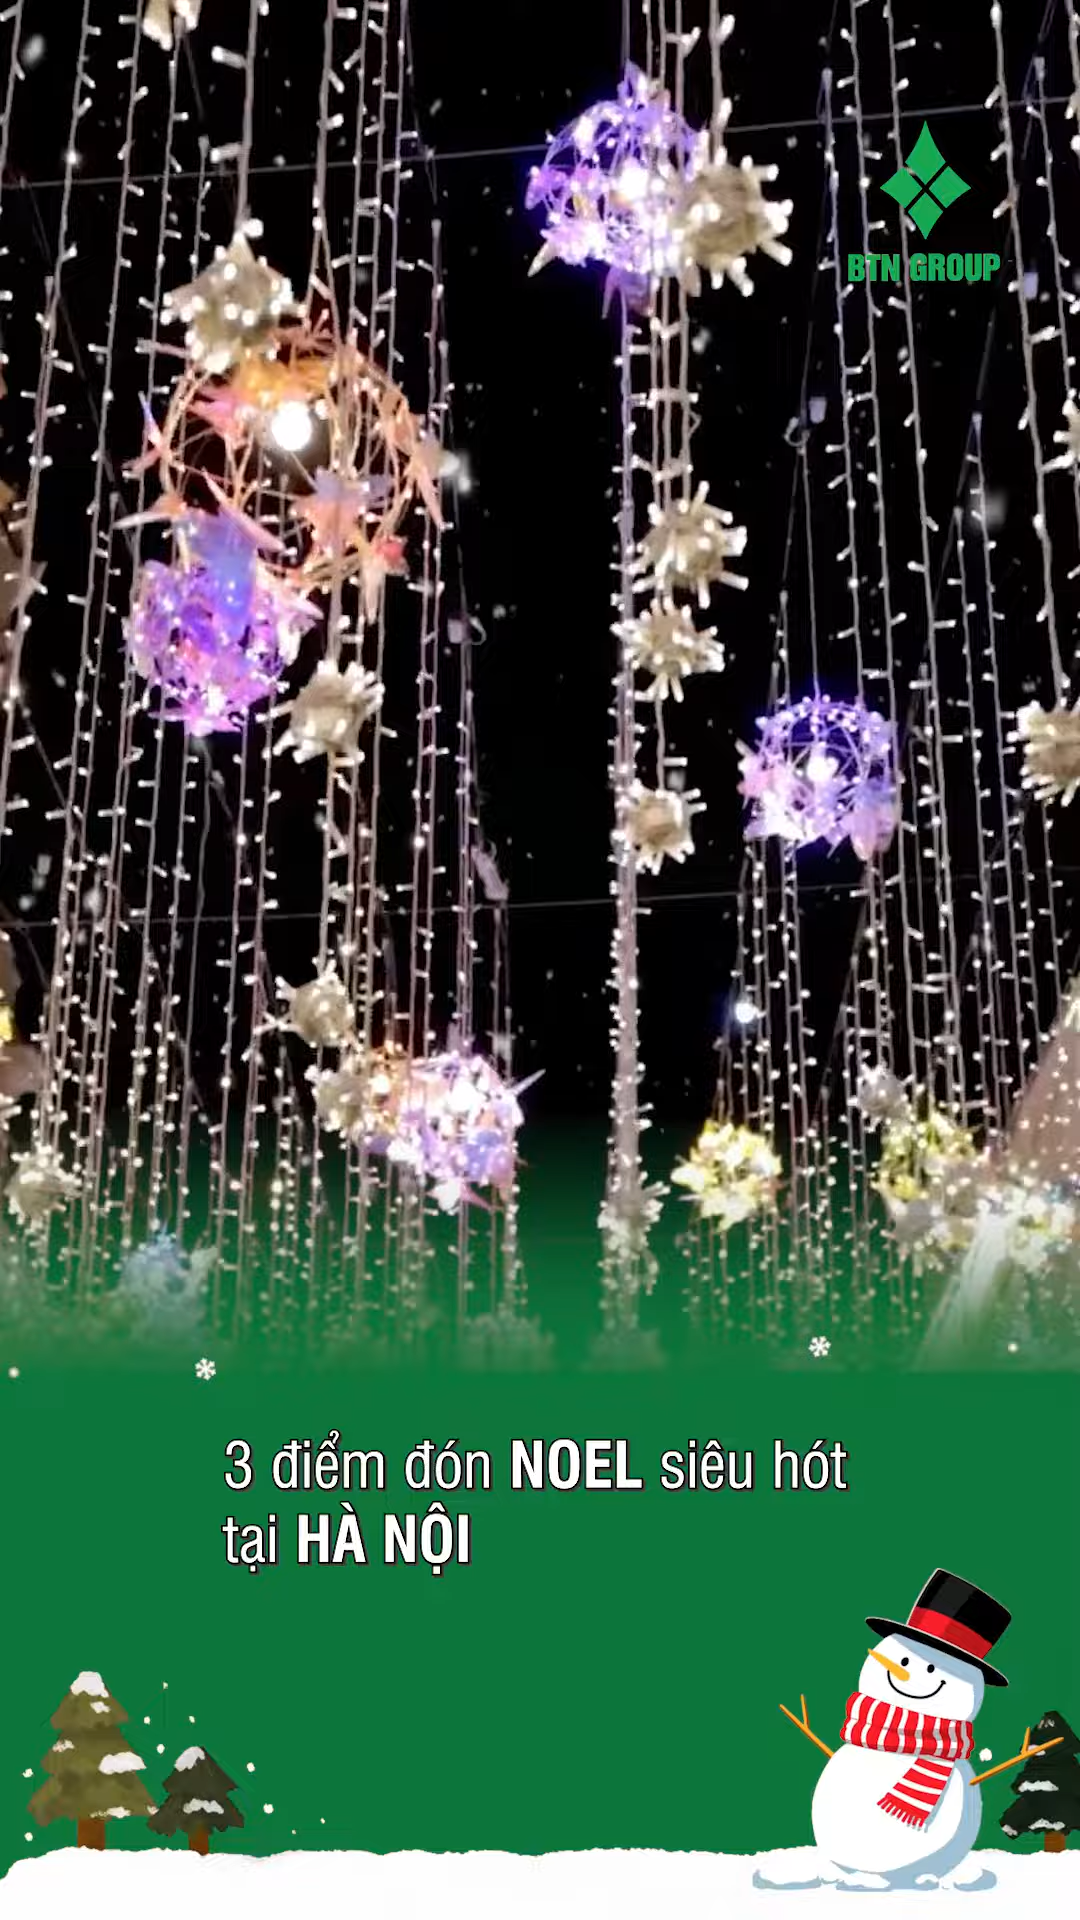 BTN GROUP
3 điểm đón NOEL siêu hót
tại HÀ NỘI